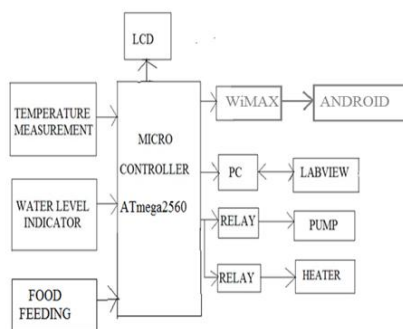 LCD
TEMPERATURE
MEASUREMENT
WATER LEVEL
INDICATOR
FOOD
FEEDING
MICRO
CONTROLLER
ATmega2560
WiMAX
ANDROID
PC
LABVIEW
RELAY
PUMP
RELAY
HEATER